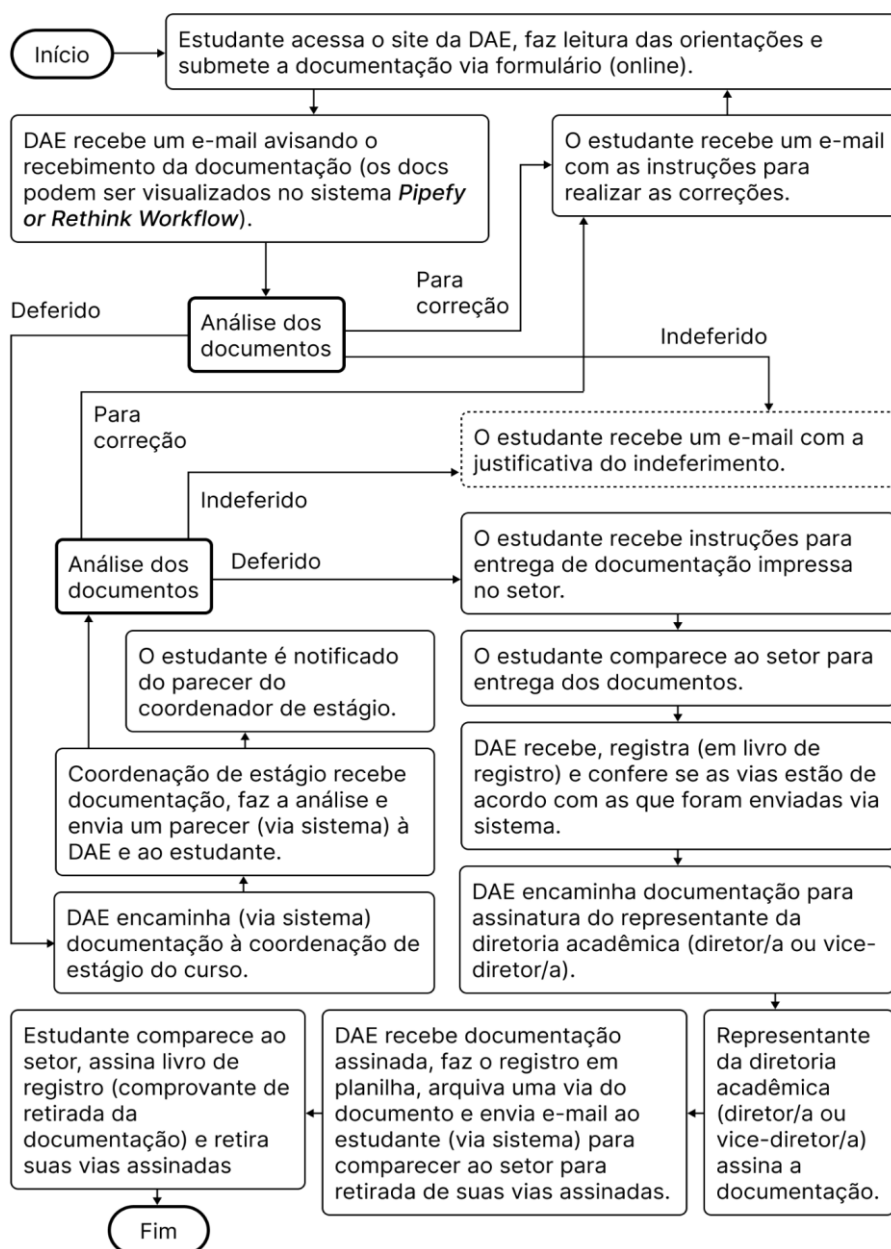 Início
Estudante acessa o site da DAE, faz leitura das orientações e
submete a documentação via formulário (online).
DAE recebe um e-mail avisando o
recebimento da documentação (os docs
podem ser visualizados no sistema Pipefy
or Rethink Workflow).
O estudante recebe um e-mail
com as instruções para
realizar as correções.
Para
correção
Deferido
Análise dos
documentos
Indeferido
Para
correção
O estudante recebe um e-mail com a
justificativa do indeferimento.
Indeferido
Análise dos
documentos
Deferido
O estudante recebe instruções para
entrega de documentação impressa
no setor.
O estudante é notificado
do parecer do
coordenador de estágio.
O estudante comparece ao setor para
entrega dos documentos.
Coordenação de estágio recebe
documentação, faz a análise e
envia um parecer (via sistema) à
DAE e ao estudante.
DAE recebe, registra (em livro de
registro) e confere se as vias estão de
acordo com as que foram enviadas via
sistema.
DAE encaminha (via sistema)
documentação à coordenação de
estágio do curso.
DAE encaminha documentação para
assinatura do representante da
diretoria acadêmica (diretor/a ou vice-
diretor/a).
Estudante comparece ao
setor, assina livro de
registro (comprovante de
retirada da
documentação) e retira
suas vias assinadas
DAE recebe documentação
assinada, faz o registro em
planilha, arquiva uma via do
documento e envia e-mail ao
estudante (via sistema) para
comparecer ao setor para
retirada de suas vias assinadas.
Representante
da diretoria
acadêmica
(diretor/a ou
vice-diretor/a)
assina a
documentação.
Fim